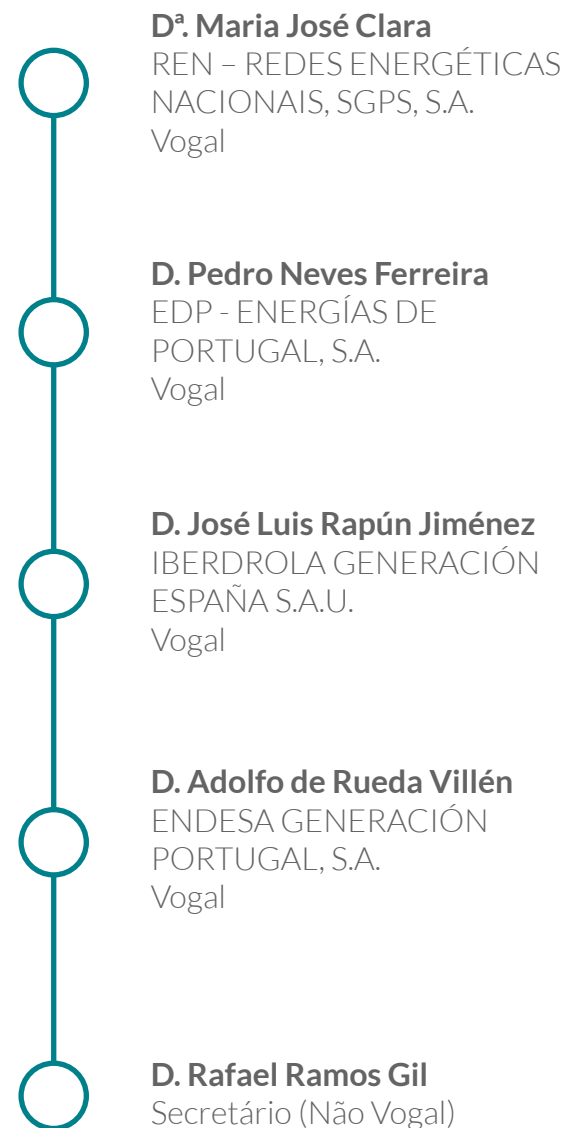 Dª. Maria José Clara
REN – REDES ENERGÉTICAS
NACIONAIS, SGPS, S.A.
Vogal
D. Pedro Neves Ferreira
EDP - ENERGÍAS DE
PORTUGAL, S.A.
Vogal
D. José Luis Rapún Jiménez
IBERDROLA GENERACIÓN
ESPAÑA S.A.U.
Vogal
D. Adolfo de Rueda Villén
ENDESA GENERACIÓN
PORTUGAL, S.A.
Vogal
D. Rafael Ramos Gil
Secretário (Não Vogal)